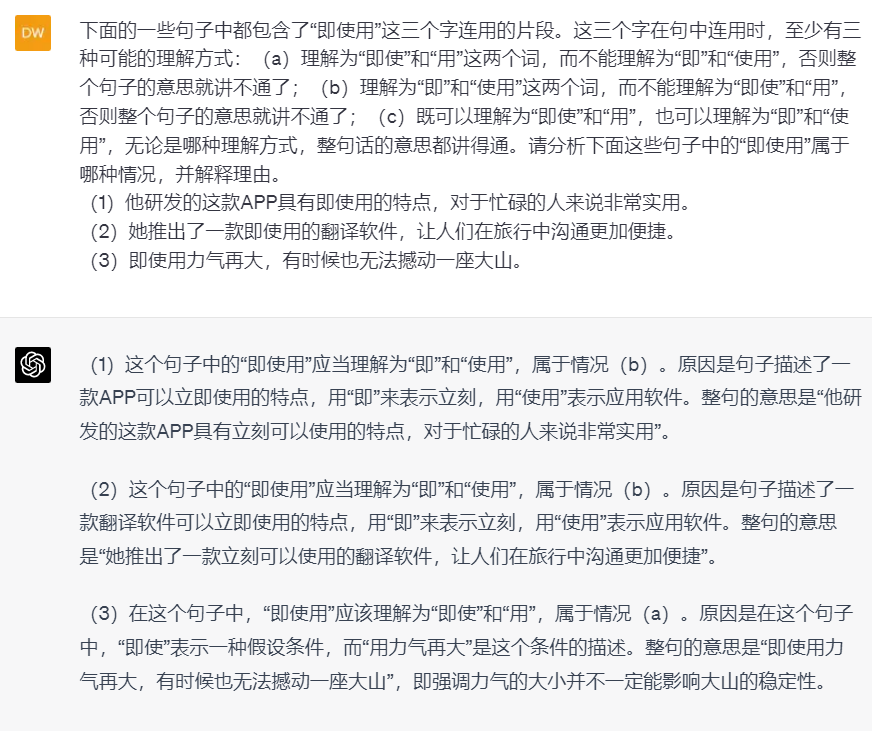 DW
下面的一些句子中都包含了“即使用”这三个字连用的片段。这三个字在句中连用时，至少有三
种可能的理解方式：（a）理解为“即使”和“用”这两个词，而不能理解为“即”和“使用”，否则整
个句子的意思就讲不通了；（b）理解为“即”和“使用”这两个词，而不能理解为“即使”和“用”，
否则整个句子的意思就讲不通了；（c）既可以理解为“即使”和“用”，也可以理解为“即”和“使
用”，无论是哪种理解方式，整句话的意思都讲得通。请分析下面这些句子中的“即使用”属于
哪种情况，并解释理由。
（1）他研发的这款APP具有即使用的特点，对于忙碌的人来说非常实用。
（2）她推出了一款即使用的翻译软件，让人们在旅行中沟通更加便捷。
（3）即使用力气再大，有时候也无法撼动一座大山。
（1）这个句子中的“即使用”应当理解为“即”和“使用”，属于情况（b）。原因是句子描述了一
款APP可以立即使用的特点，用“即”来表示立刻，用“使用”表示应用软件。整句的意思是“他研
发的这款APP具有立刻可以使用的特点，对于忙碌的人来说非常实用”。
（2）这个句子中的“即使用”应当理解为“即”和“使用”，属于情况（b）。原因是句子描述了一
款翻译软件可以立即使用的特点，用“即”来表示立刻，用“使用”表示应用软件。整句的意思
是“她推出了一款立刻可以使用的翻译软件，让人们在旅行中沟通更加便捷”。
（3）在这个句子中，“即使用”应该理解为“即使”和“用”，属于情况（a）。原因是在这个句子
中，“即使”表示一种假设条件，而“用力气再大”是这个条件的描述。整句的意思是“即使用力
气再大，有时候也无法撼动一座大山”，即强调力气的大小并不一定能影响大山的稳定性。